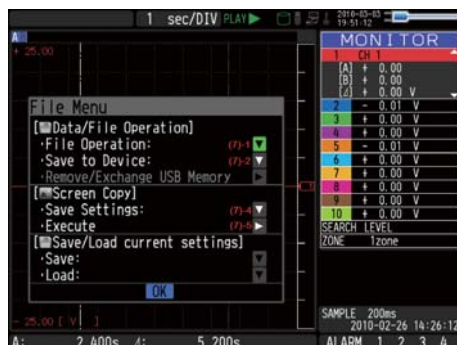 1 sec/DIV PLAY
2010-03-03
19:51:12
A
+ 25.00
File Menu
[Data/File Operation]
・File Operation: (7)-1
・Save to Device: (7)-2
・Remove/Exchange USB Memory
[Screen Copy]
・Save Settings: (7)-4
・Execute (7)-5
[Save/Load current settings]
・Save:
・Load:
OK
- 25.00 [ V ]
A: 2.400s ⊿: 5.200s
MONITOR
1 CH 1
[A] + 0.00
[B] + 0.00
[⊿] + 0.00 V
2 - 0.01 V
3 + 0.00 V
4 + 0.00 V
5 - 0.01 V
6 + 0.00 V
7 + 0.00 V
8 + 0.00 V
9 + 0.00 V
10 + 0.00 V
SEARCH LEVEL
ZONE 1zone
SAMPLE 200ms
2010-02-26 14:26:12
ALARM 1 2 3 4